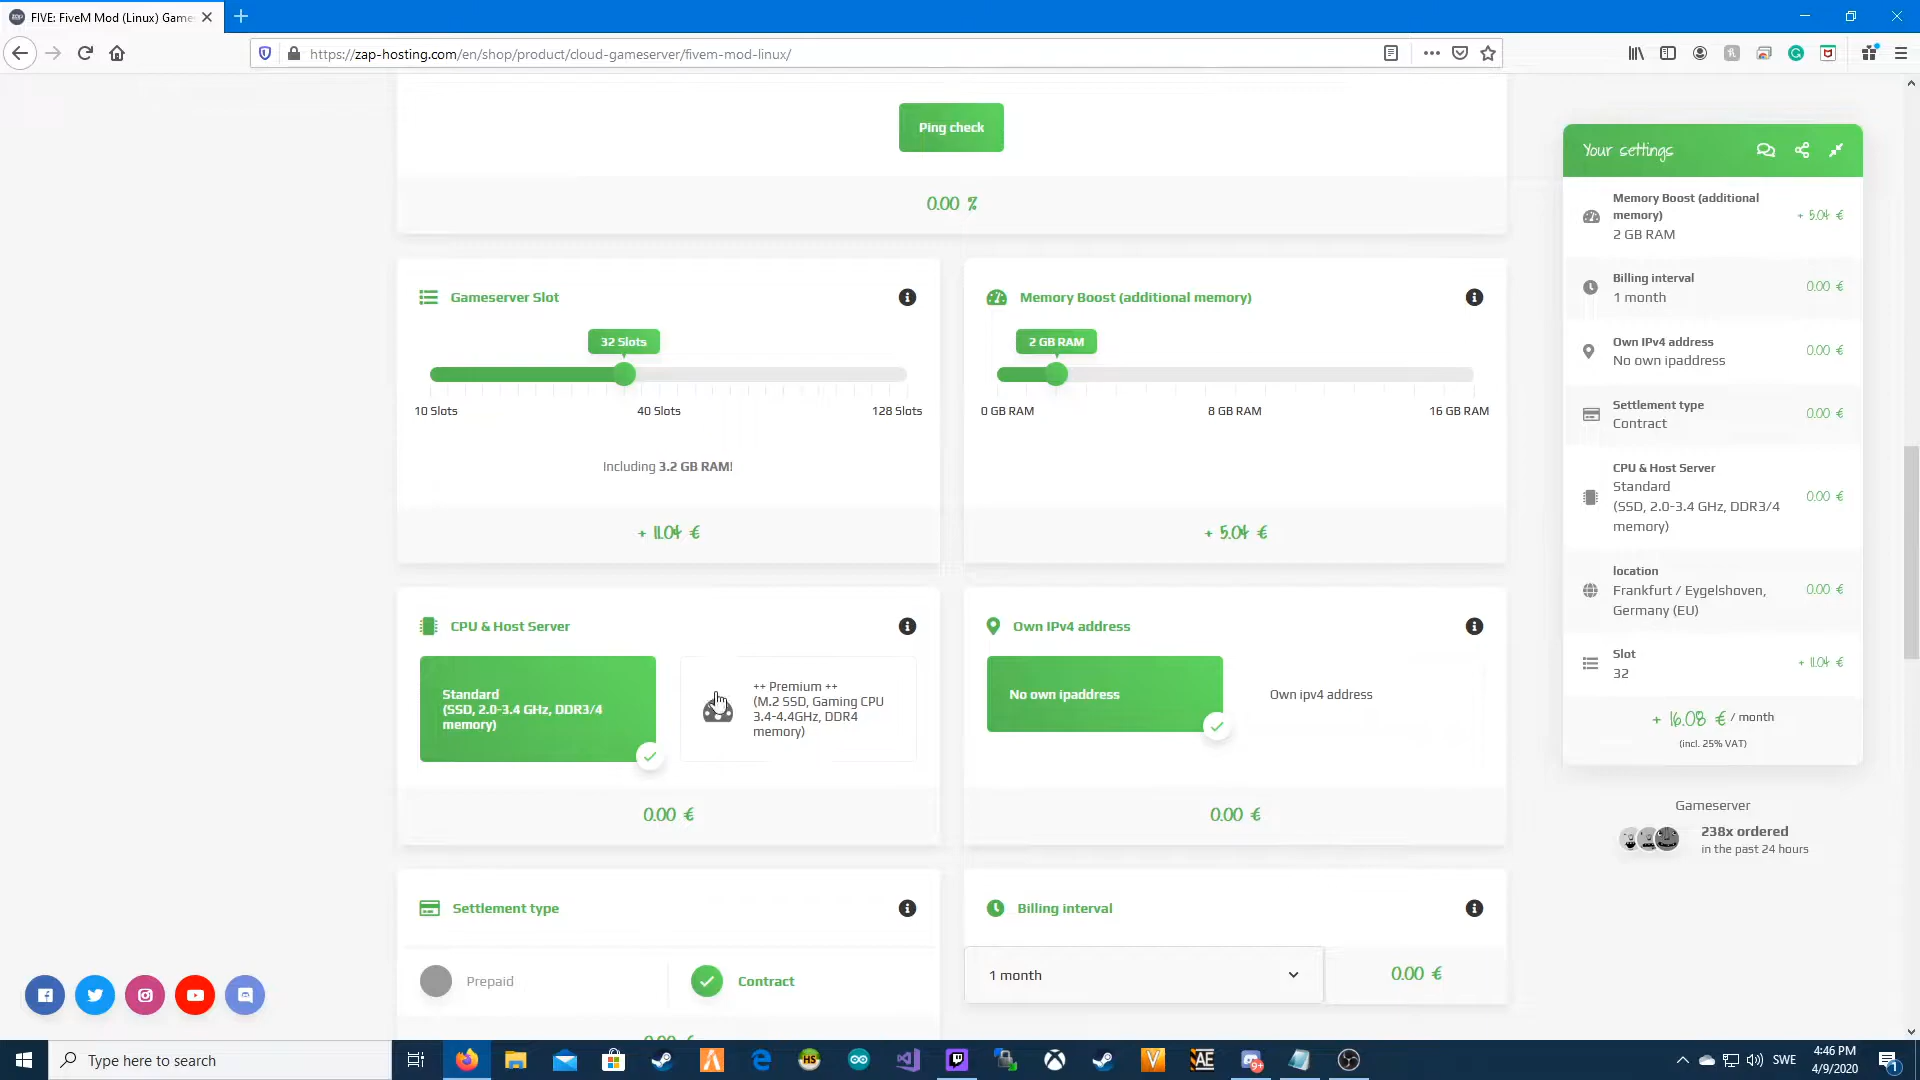 FIVE: FiveM Mod (Linux) Game
https://zap-hosting.com/en/shop/product/cloud-gameserver/fivem-mod-linux/
Ping check
0.00 %
Gameserver Slot
32 Slots
10 Slots
40 Slots
128 Slots
Including 3.2 GB RAM!
+ 11.04 €
Memory Boost (additional memory)
2 GB RAM
0 GB RAM
8 GB RAM
16 GB RAM
+ 5.04 €
CPU & Host Server
Standard
(SSD, 2.0-3.4 GHz, DDR3/4
memory)
++ Premium ++
(M.2 SSD, Gaming CPU
3.4-4.4GHz, DDR4
memory)
0.00 €
Own IPv4 address
No own ipaddress
Own ipv4 address
0.00 €
Settlement type
Prepaid
Contract
Billing interval
1 month
0.00 €
Your settings
Memory Boost (additional
memory)
2 GB RAM
+ 5.04 €
Billing interval
1 month
0.00 €
Own IPv4 address
No own ipaddress
0.00 €
Settlement type
Contract
0.00 €
CPU & Host Server
Standard
(SSD, 2.0-3.4 GHz, DDR3/4
memory)
0.00 €
location
Frankfurt / Eygelshoven,
Germany (EU)
0.00 €
Slot
32
+ 11.04 €
+ 16.08 € / month
(incl. 25% VAT)
Gameserver
238x ordered
in the past 24 hours
Type here to search
SWE
4:46 PM
4/9/2020